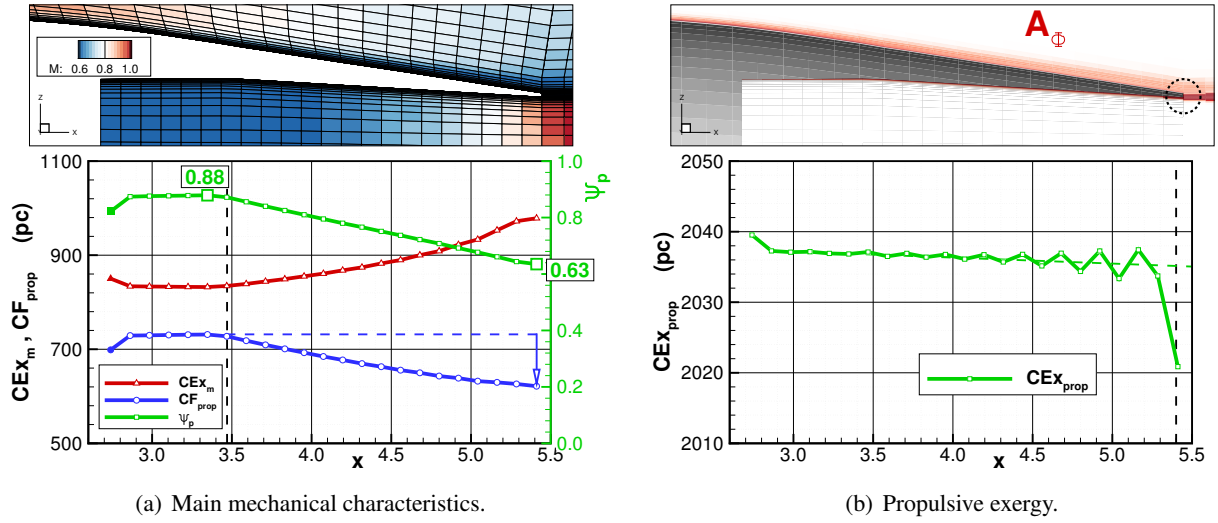 M: 0.6 0.8 1.0
z
x
1100
900
700
500
CEx_m , CF_prop (pc)
0.88
0.63
CEx_m
CF_prop
ψ_p
3.0 3.5 4.0 4.5 5.0 5.5
x
1.0
0.8
0.4
0.2
0.0
ψ_p
(a) Main mechanical characteristics.
A_Φ
z
x
2050
2040
2030
2020
2010
CEx_prop (pc)
CEx_prop
3.0 3.5 4.0 4.5 5.0 5.5
x
(b) Propulsive exergy.